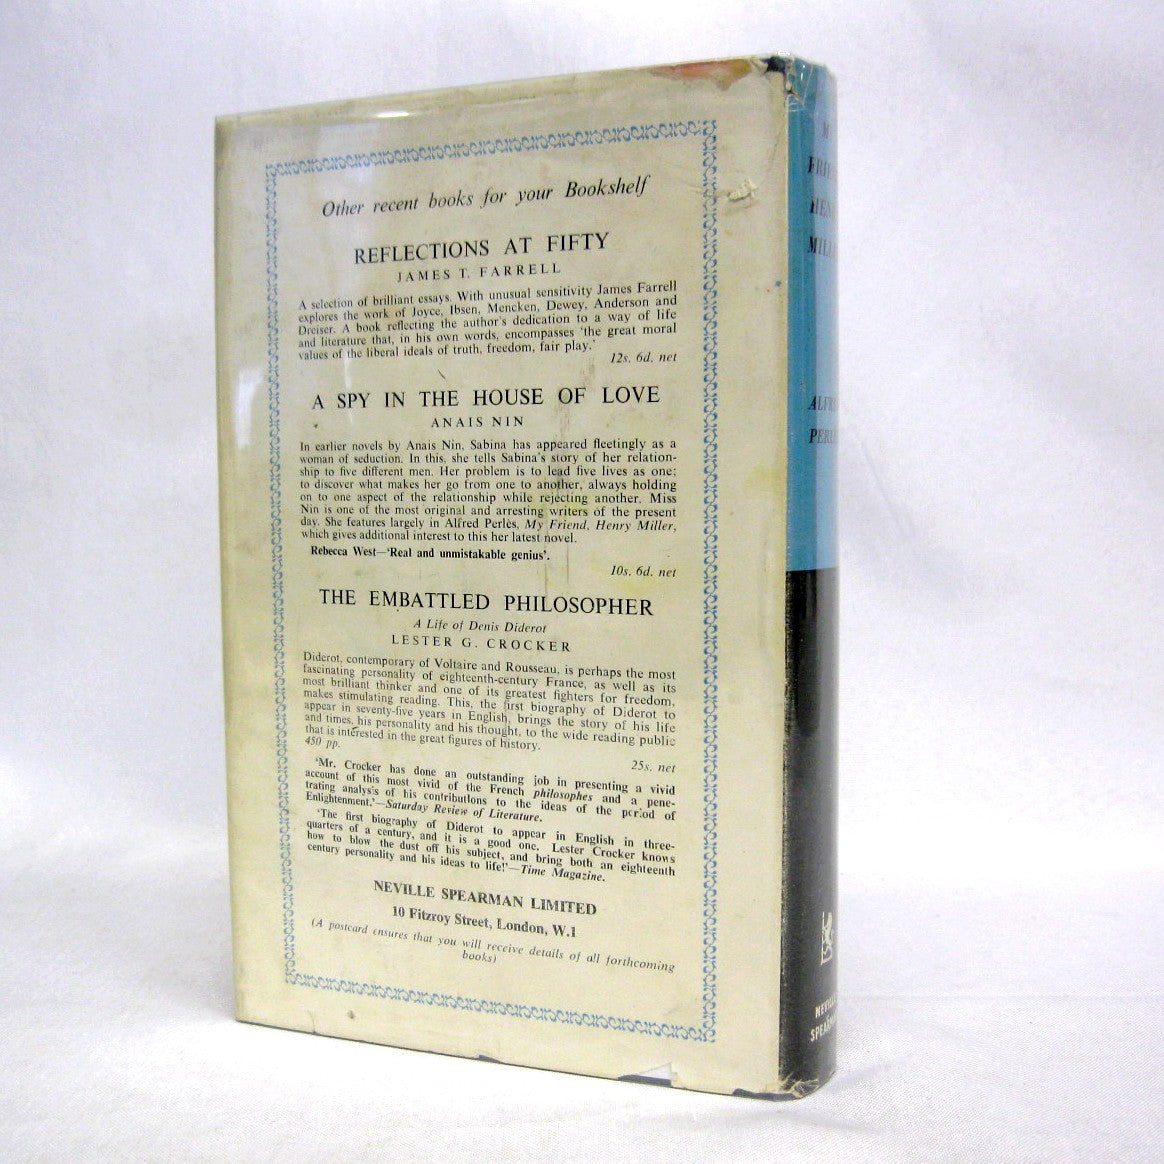 Other recent books for your Bookshelf
REFLECTIONS AT FIFTY
JAMES T. FARRELL
A selection of brilliant essays. With unusual sensitivity James Farrell
explores the work of Joyce, Ibsen, Mencken, Dewey, Anderson and
Dreiser. A book reflecting the author's dedication to a way of life
and literature that, in his own words, encompasses 'the great moral
values of the liberal ideals of truth, freedom, fair play.'
12s. 6d. net
A SPY IN THE HOUSE OF LOVE
ANAIS NIN
In earlier novels by Anais Nin, Sabina has appeared fleetingly as a
woman of seduction. In this, she tells Sabina's story of her relation-
ship to five different men. Her problem is to lead five lives as one;
to discover what makes her go from one to another, always holding
on to one aspect of the relationship while rejecting another. Miss
Nin is one of the most original and arresting writers of the present
day. She features largely in Alfred Perlès, My Friend, Henry Miller,
which gives additional interest to this her latest novel.
Rebecca West—'Real and unmistakable genius'.
10s. 6d. net
THE EMBATTLED PHILOSOPHER
A Life of Denis Diderot
LESTER G. CROCKER
Diderot, contemporary of Voltaire and Rousseau, is perhaps the most
fascinating personality of eighteenth-century France, as well as its
most brilliant thinker and one of its greatest fighters for freedom,
makes stimulating reading. This, the first biography of Diderot to
appear in seventy-five years in English, brings the story of his life
and times, his personality and his thought, to the wide reading public
that is interested in the great figures of history.
450 pp.
25s. net
'Mr. Crocker has done an outstanding job in presenting a vivid
account of this most vivid of the French philosophes and a pene-
trating analysis of his contributions to the ideas of the period of
Enlightenment.'—Saturday Review of Literature.
'The first biography of Diderot to appear in English in three-
quarters of a century, and it is a good one. Lester Crocker knows
how to blow the dust off his subject, and bring both an eighteenth
century personality and his ideas to life!'—Time Magazine.
NEVILLE SPEARMAN LIMITED
10 Fitzroy Street, London, W.1
(A postcard ensures that you will receive details of all forthcoming
books)
M
FRIE
HEN
MILL
ALFR
PERL
NEVILLE
SPEARMA